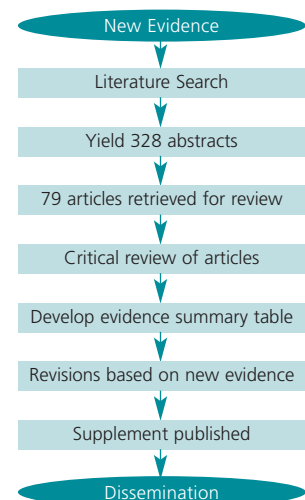 New Evidence
Literature Search
Yield 328 abstracts
79 articles retrieved for review
Critical review of articles
Develop evidence summary table
Revisions based on new evidence
Supplement published
Dissemination